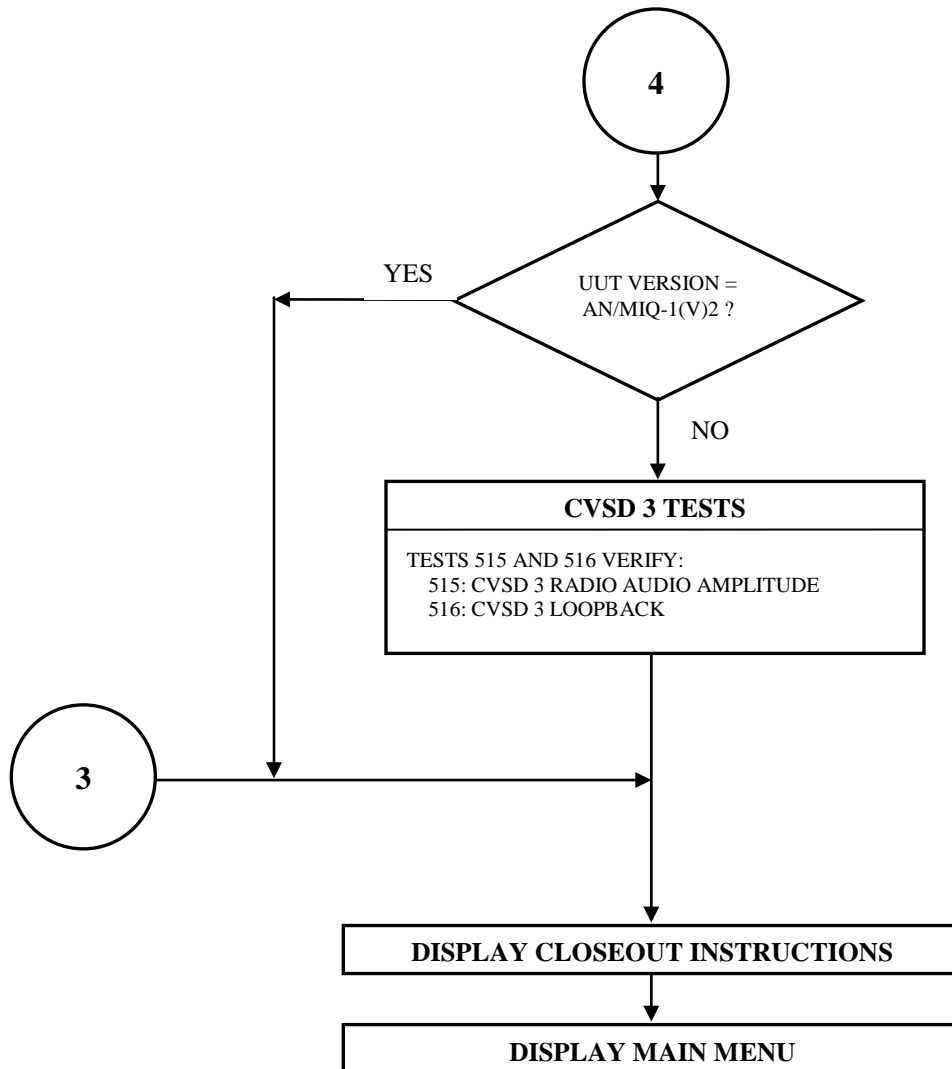 4
YES
UUT VERSION =
AN/MIQ-1(V)2 ?
NO
CVSD 3 TESTS
TESTS 515 AND 516 VERIFY:
515: CVSD 3 RADIO AUDIO AMPLITUDE
516: CVSD 3 LOOPBACK
3
DISPLAY CLOSEOUT INSTRUCTIONS
DISPLAY MAIN MENU